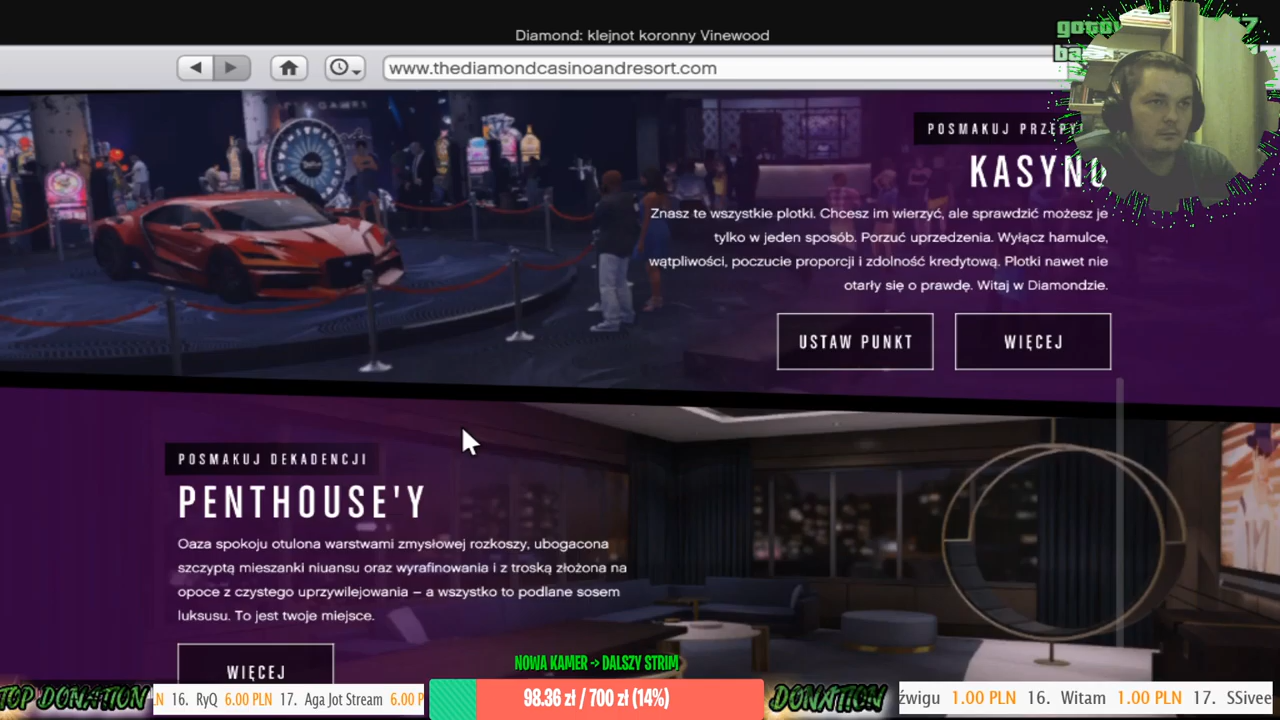 Diamond: klejnot koronny Vinewood
www.thediamondcasinoandresort.com
GAMES
POSMAKUJ
KASYNO
Znasz te wszystkie plotki. Chcesz im wierzyć, ale sprawdzić możesz je
tylko w jeden sposób. Porzuć uprzedzenia. Wyłącz hamulce,
wątpliwości, poczucie proporcji i zdolność kredytową. Plotki nawet nie
otarły się o prawdę. Witaj w Diamondzie.
USTAW PUNKT
WIĘCEJ
POSMAKUJ DEKADENCJI
PENTHOUSE'Y
Oaza spokoju otulona warstwami zmysłowej rozkoszy, ubogacona
szczyptą mieszanki niuansu oraz wyrafinowania i z troską złożona na
opoce z czystego uprzywilejowania – a wszystko to podlane sosem
luksusu. To jest twoje miejsce.
WIĘCEJ
NOWA KAMER -> DALSZY STRIM
TOP DONATION
LN 16. RyQ 6.00 PLN 17. Aga Jot Stream 6.00 P
98.36 zł / 700 zł (14%)
DONATION
źwigu 1.00 PLN 16. Witam 1.00 PLN 17. SSivee